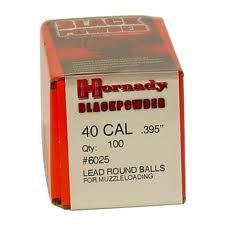 BLACK
POWDER
Hornady
BLACKPOWDER
40 CAL .395"
Qty: 100
#6025
LEAD ROUND BALLS
FOR MUZZLELOADING